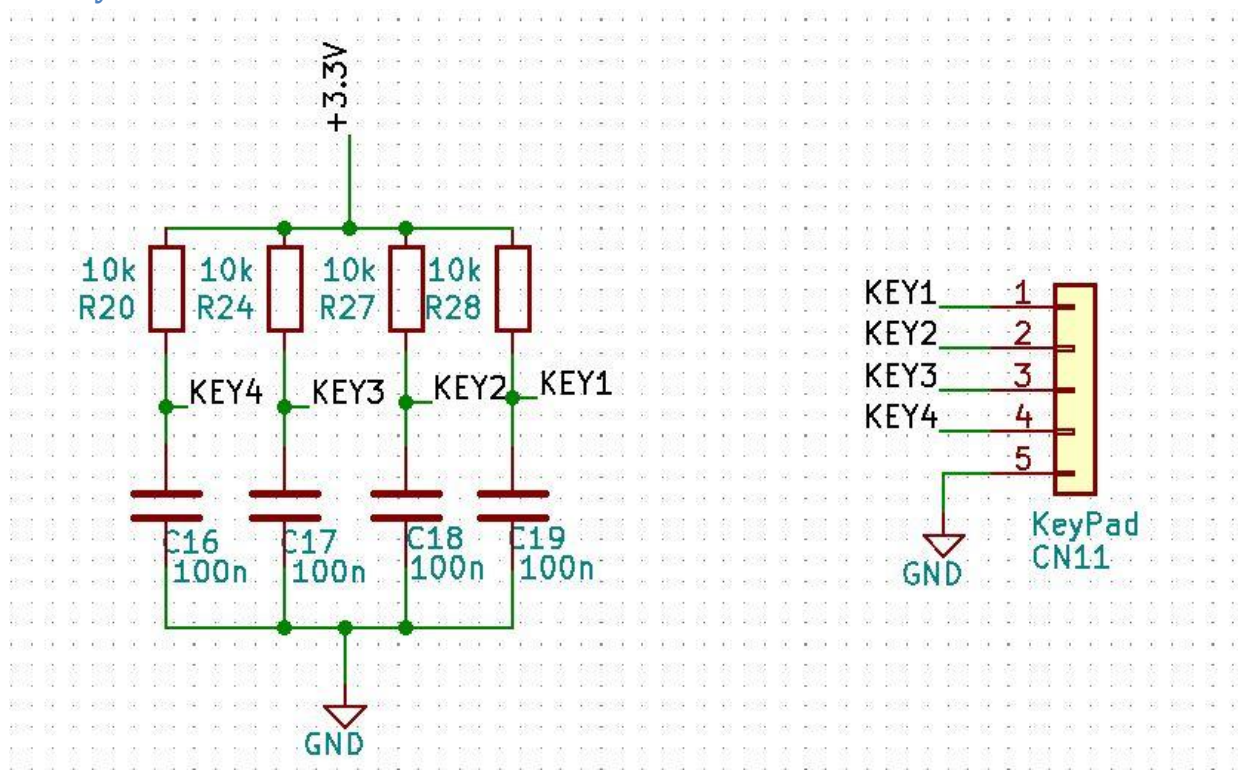 +3.3V
10k
R20
10k
R24
10k
R27
10k
R28
KEY4
KEY3
KEY2
KEY1
C16
100n
C17
100n
C18
100n
C19
100n
GND
KEY1
1
KEY2
2
KEY3
3
KEY4
4
5
KeyPad
CN11
GND